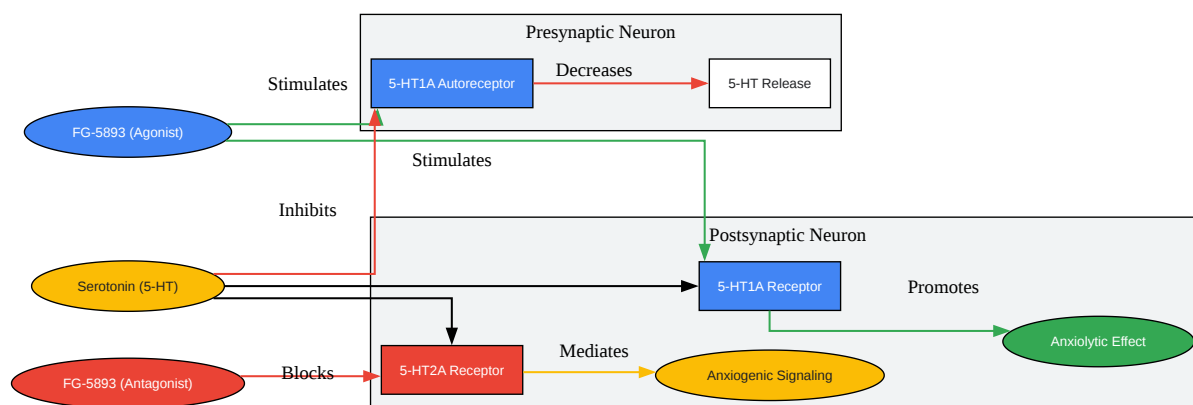 Presynaptic Neuron
Stimulates
5-HT1A Autoreceptor
Decreases
5-HT Release
FG-5893 (Agonist)
Stimulates
Inhibits
Postsynaptic Neuron
Serotonin (5-HT)
5-HT1A Receptor
Promotes
Anxiolytic Effect
Mediates
FG-5893 (Antagonist)
Blocks
5-HT2A Receptor
Anxiogenic Signaling